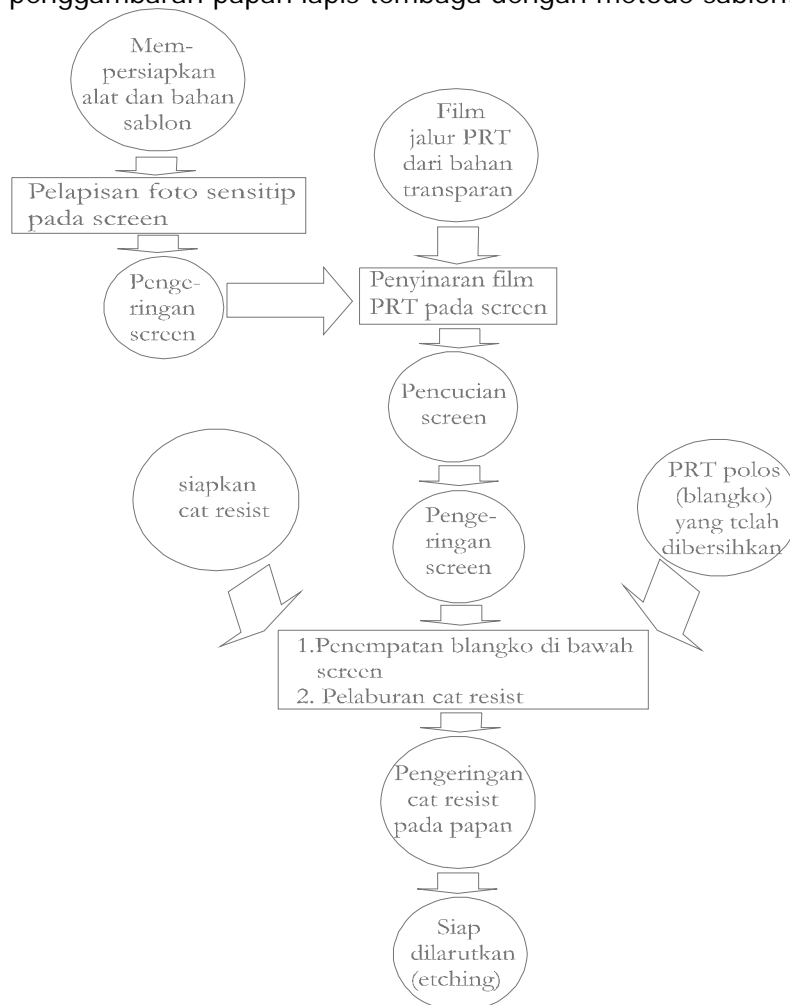 penggambaran papan lapis tembaga dengan metode sablon.
Mem-
persiapkan
alat dan bahan
sablon
Film
jalur PRT
dari bahan
transparan
Pelapisan foto sensitip
pada screen
Penge-
ringan
screen
Penyinaran film
PRT pada screen
Pencucian
screen
siapkan
cat resist
PRT polos
(blangko)
yang telah
dibersihkan
Penge-
ringan
screen
1.Penempatan blangko di bawah
screen
2. Pelaburan cat resist
Pengeringan
cat resist
pada papan
Siap
dilarutkan
(etching)